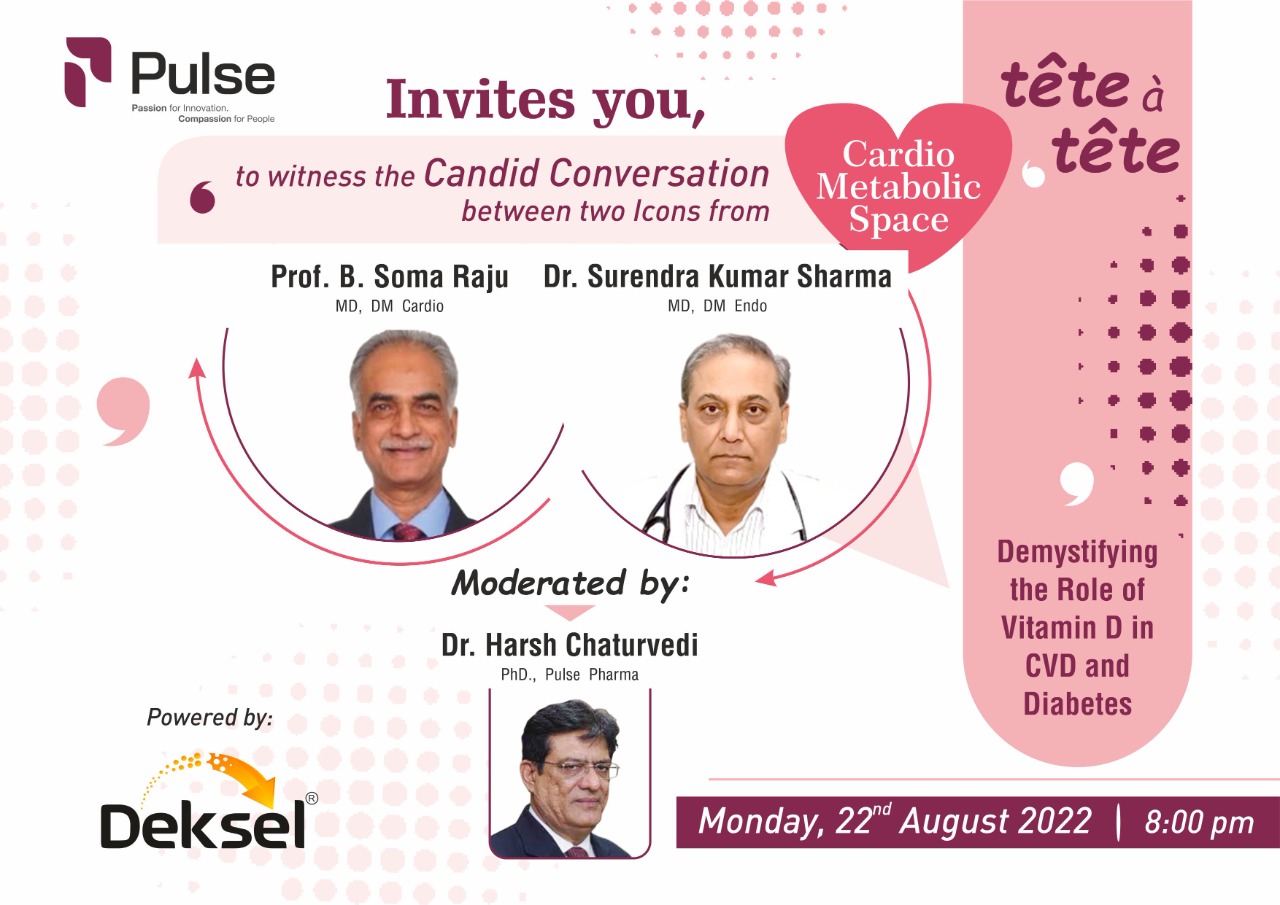 Pulse
Passion for Innovation.
Compassion for People
Invites you,
to witness the Candid Conversation
between two Icons from
Cardio
Metabolic
Space
tête à
tête
Prof. B. Soma Raju
MD, DM Cardio
Dr. Surendra Kumar Sharma
MD, DM Endo
Moderated by:
Dr. Harsh Chaturvedi
PhD., Pulse Pharma
Demystifying
the Role of
Vitamin D in
CVD and
Diabetes
Powered by:
Deksel®
Monday, 22nd August 2022 | 8:00 pm